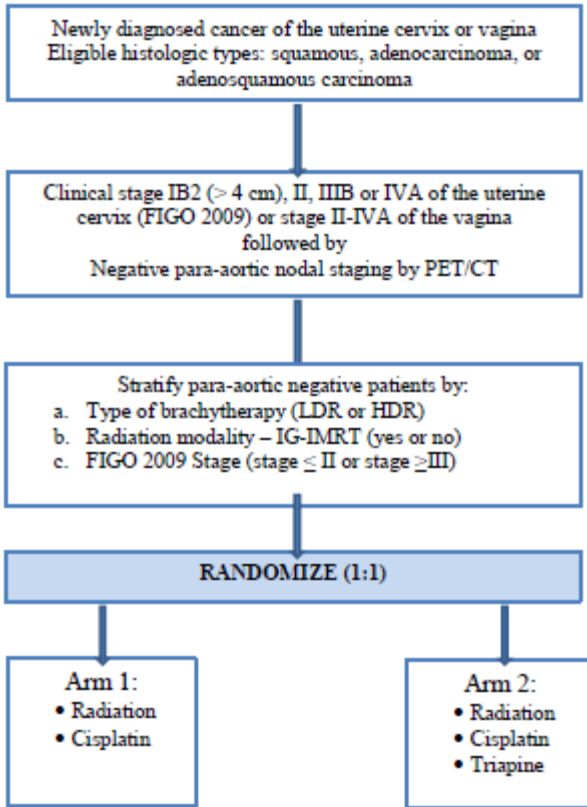 Newly diagnosed cancer of the uterine cervix or vagina
Eligible histologic types: squamous, adenocarcinoma, or
adenosquamous carcinoma
Clinical stage IB2 (> 4 cm), II, IIIB or IVA of the uterine
cervix (FIGO 2009) or stage II-IVA of the vagina
followed by
Negative para-aortic nodal staging by PET/CT
Stratify para-aortic negative patients by:
a. Type of brachytherapy (LDR or HDR)
b. Radiation modality – IG-IMRT (yes or no)
c. FIGO 2009 Stage (stage ≤ II or stage ≥III)
RANDOMIZE (1:1)
Arm 1:
• Radiation
• Cisplatin
Arm 2:
• Radiation
• Cisplatin
• Triapine